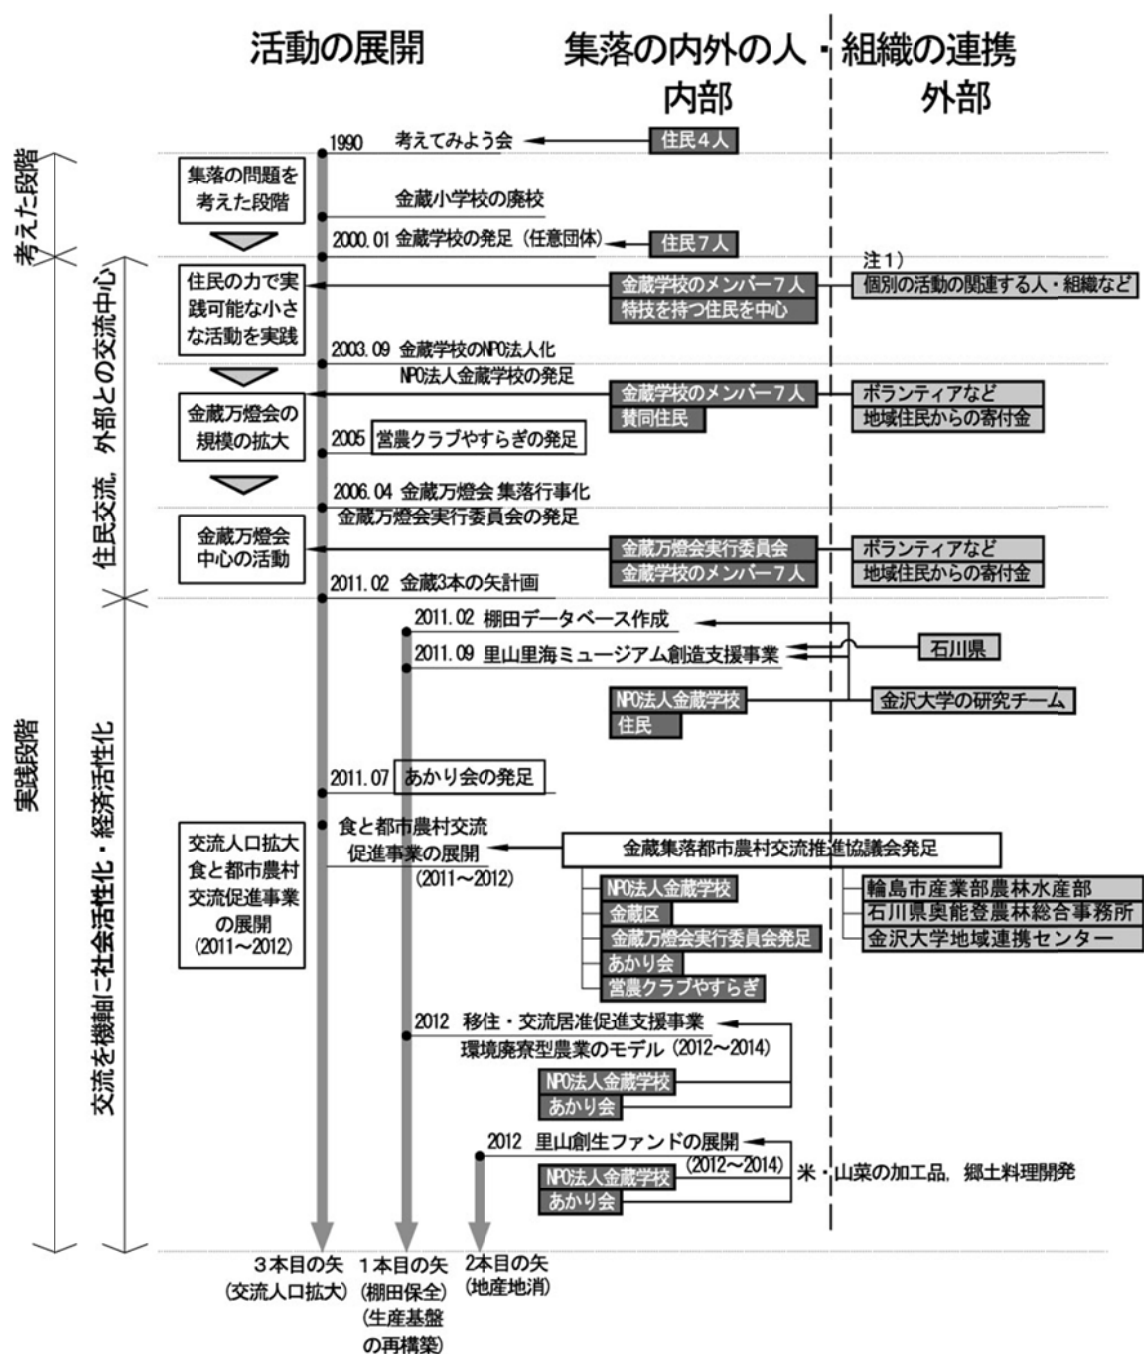 活動の展開
集落の内外の人・組織の連携
内部
外部
考えた段階
実践段階
住民交流，外部との交流中心
交流を機軸に社会活性化・経済活性化
1990 考えてみよう会
住民４人
集落の問題を
考えた段階
金蔵小学校の廃校
2000.01 金蔵学校の発足（任意団体）
住民７人
住民の力で実
践可能な小さ
な活動を実践
金蔵学校のメンバー７人
特技を持つ住民を中心
注１）
個別の活動の関連する人・組織など
2003.09 金蔵学校のNPO法人化
NPO法人金蔵学校の発足
金蔵万燈会の
規模の拡大
金蔵学校のメンバー７人
賛同住民
ボランティアなど
地域住民からの寄付金
2005 営農クラブやすらぎの発足
2006.04 金蔵万燈会 集落行事化
金蔵万燈会実行委員会の発足
金蔵万燈会
中心の活動
金蔵万燈会実行委員会
金蔵学校のメンバー７人
ボランティアなど
地域住民からの寄付金
2011.02 金蔵3本の矢計画
2011.02 棚田データベース作成
2011.09 里山里海ミュージアム創造支援事業
石川県
NPO法人金蔵学校
住民
金沢大学の研究チーム
2011.07 あかり会の発足
交流人口拡大
食と都市農村
交流促進事業
の展開
(2011～2012)
食と都市農村交流
促進事業の展開
(2011～2012)
金蔵集落都市農村交流推進協議会発足
NPO法人金蔵学校
金蔵区
金蔵万燈会実行委員会発足
あかり会
営農クラブやすらぎ
輪島市産業部農林水産部
石川県奥能登農林総合事務所
金沢大学地域連携センター
2012 移住・交流居准促進支援事業
環境廃寮型農業のモデル (2012～2014)
NPO法人金蔵学校
あかり会
2012 里山創生ファンドの展開
(2012～2014)
NPO法人金蔵学校
あかり会
米・山菜の加工品，郷土料理開発
３本目の矢
(交流人口拡大)
１本目の矢
(棚田保全)
(生産基盤
の再構築)
2本目の矢
(地産地消)